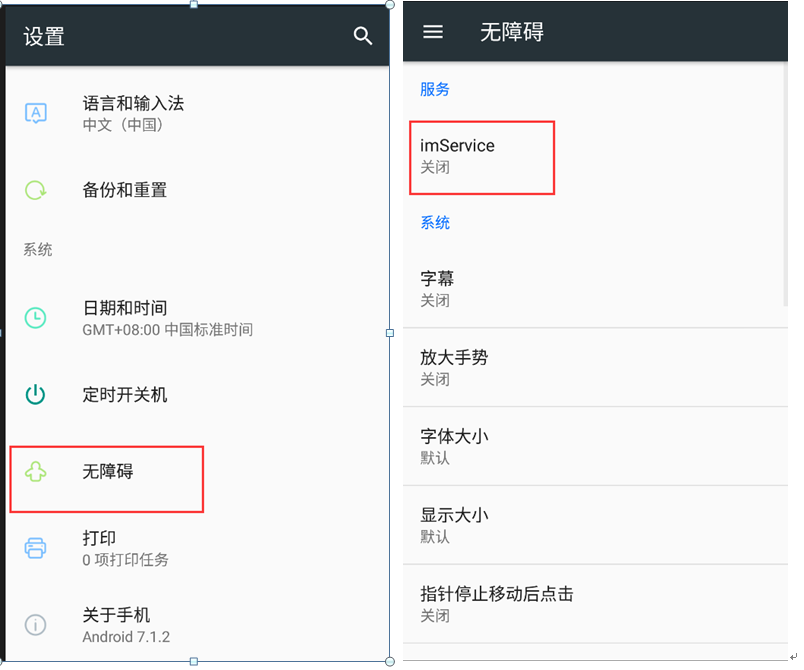 设置
语言和输入法
中文（中国）
备份和重置
系统
日期和时间
GMT+08:00 中国标准时间
定时开关机
无障碍
打印
0 项打印任务
关于手机
Android 7.1.2
无障碍
服务
imService
关闭
系统
字幕
关闭
放大手势
关闭
字体大小
默认
显示大小
默认
指针停止移动后点击
关闭